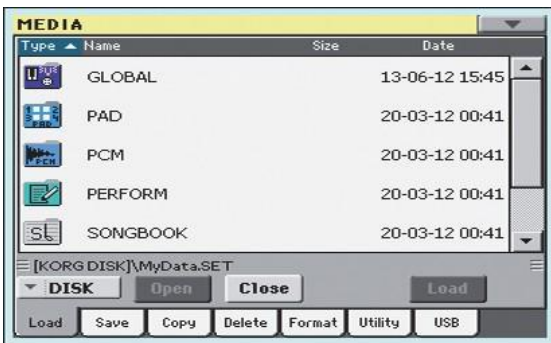 MEDIA
Type Name Size Date
GLOBAL 13-06-12 15:45
PAD 20-03-12 00:41
PCM 20-03-12 00:41
PERFORM 20-03-12 00:41
SONGBOOK 20-03-12 00:41
[KORG DISK]\MyData.SET
DISK Open Close Load
Load Save Copy Delete Format Utility USB